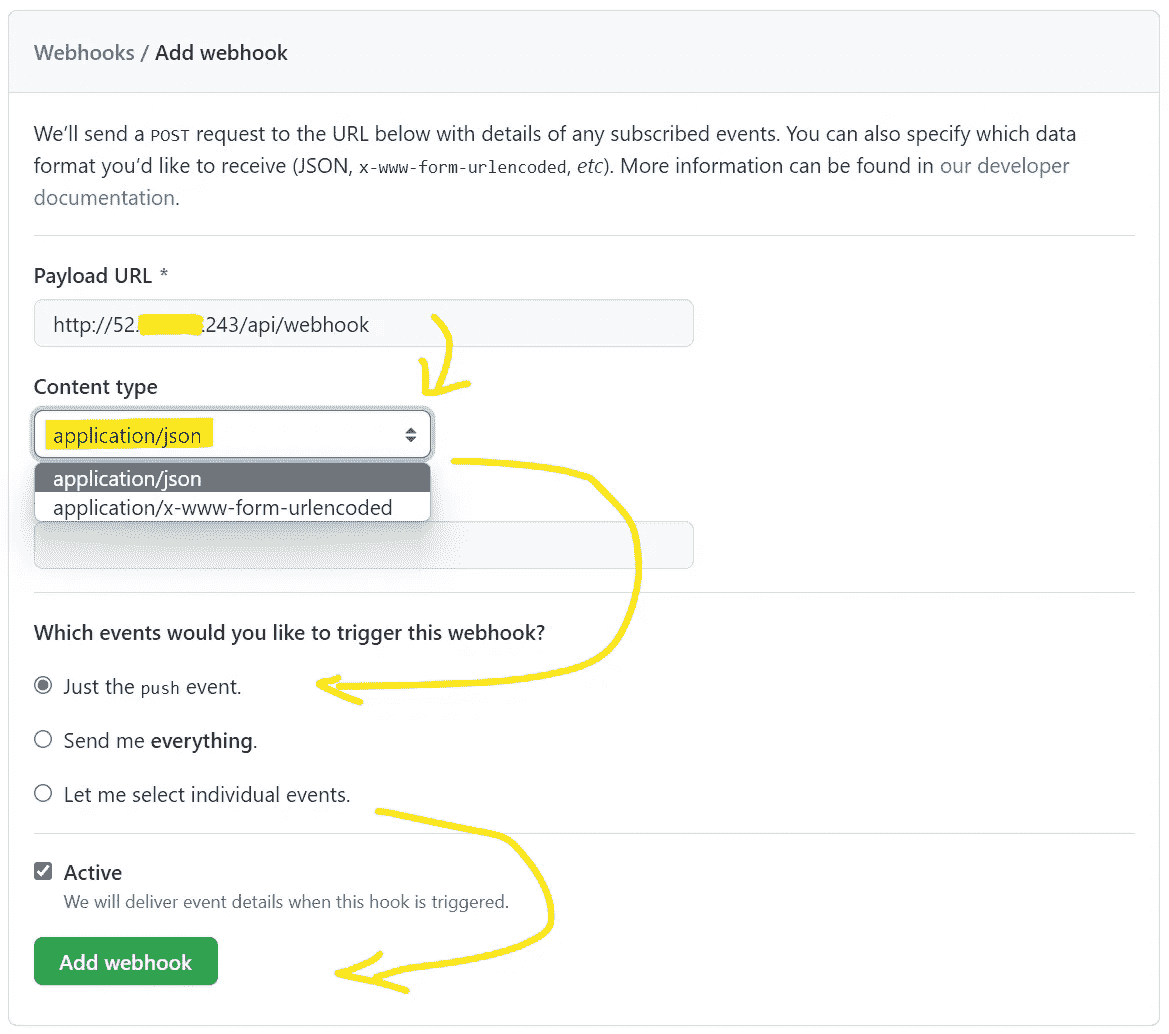 Webhooks / Add webhook
We’ll send a POST request to the URL below with details of any subscribed events. You can also specify which data
format you’d like to receive (JSON, x-www-form-urlencoded, etc). More information can be found in our developer
documentation.
Payload URL *
http://52. .243/api/webhook
Content type
application/json
application/json
application/x-www-form-urlencoded
Which events would you like to trigger this webhook?
Just the push event.
Send me everything.
Let me select individual events.
Active
We will deliver event details when this hook is triggered.
Add webhook